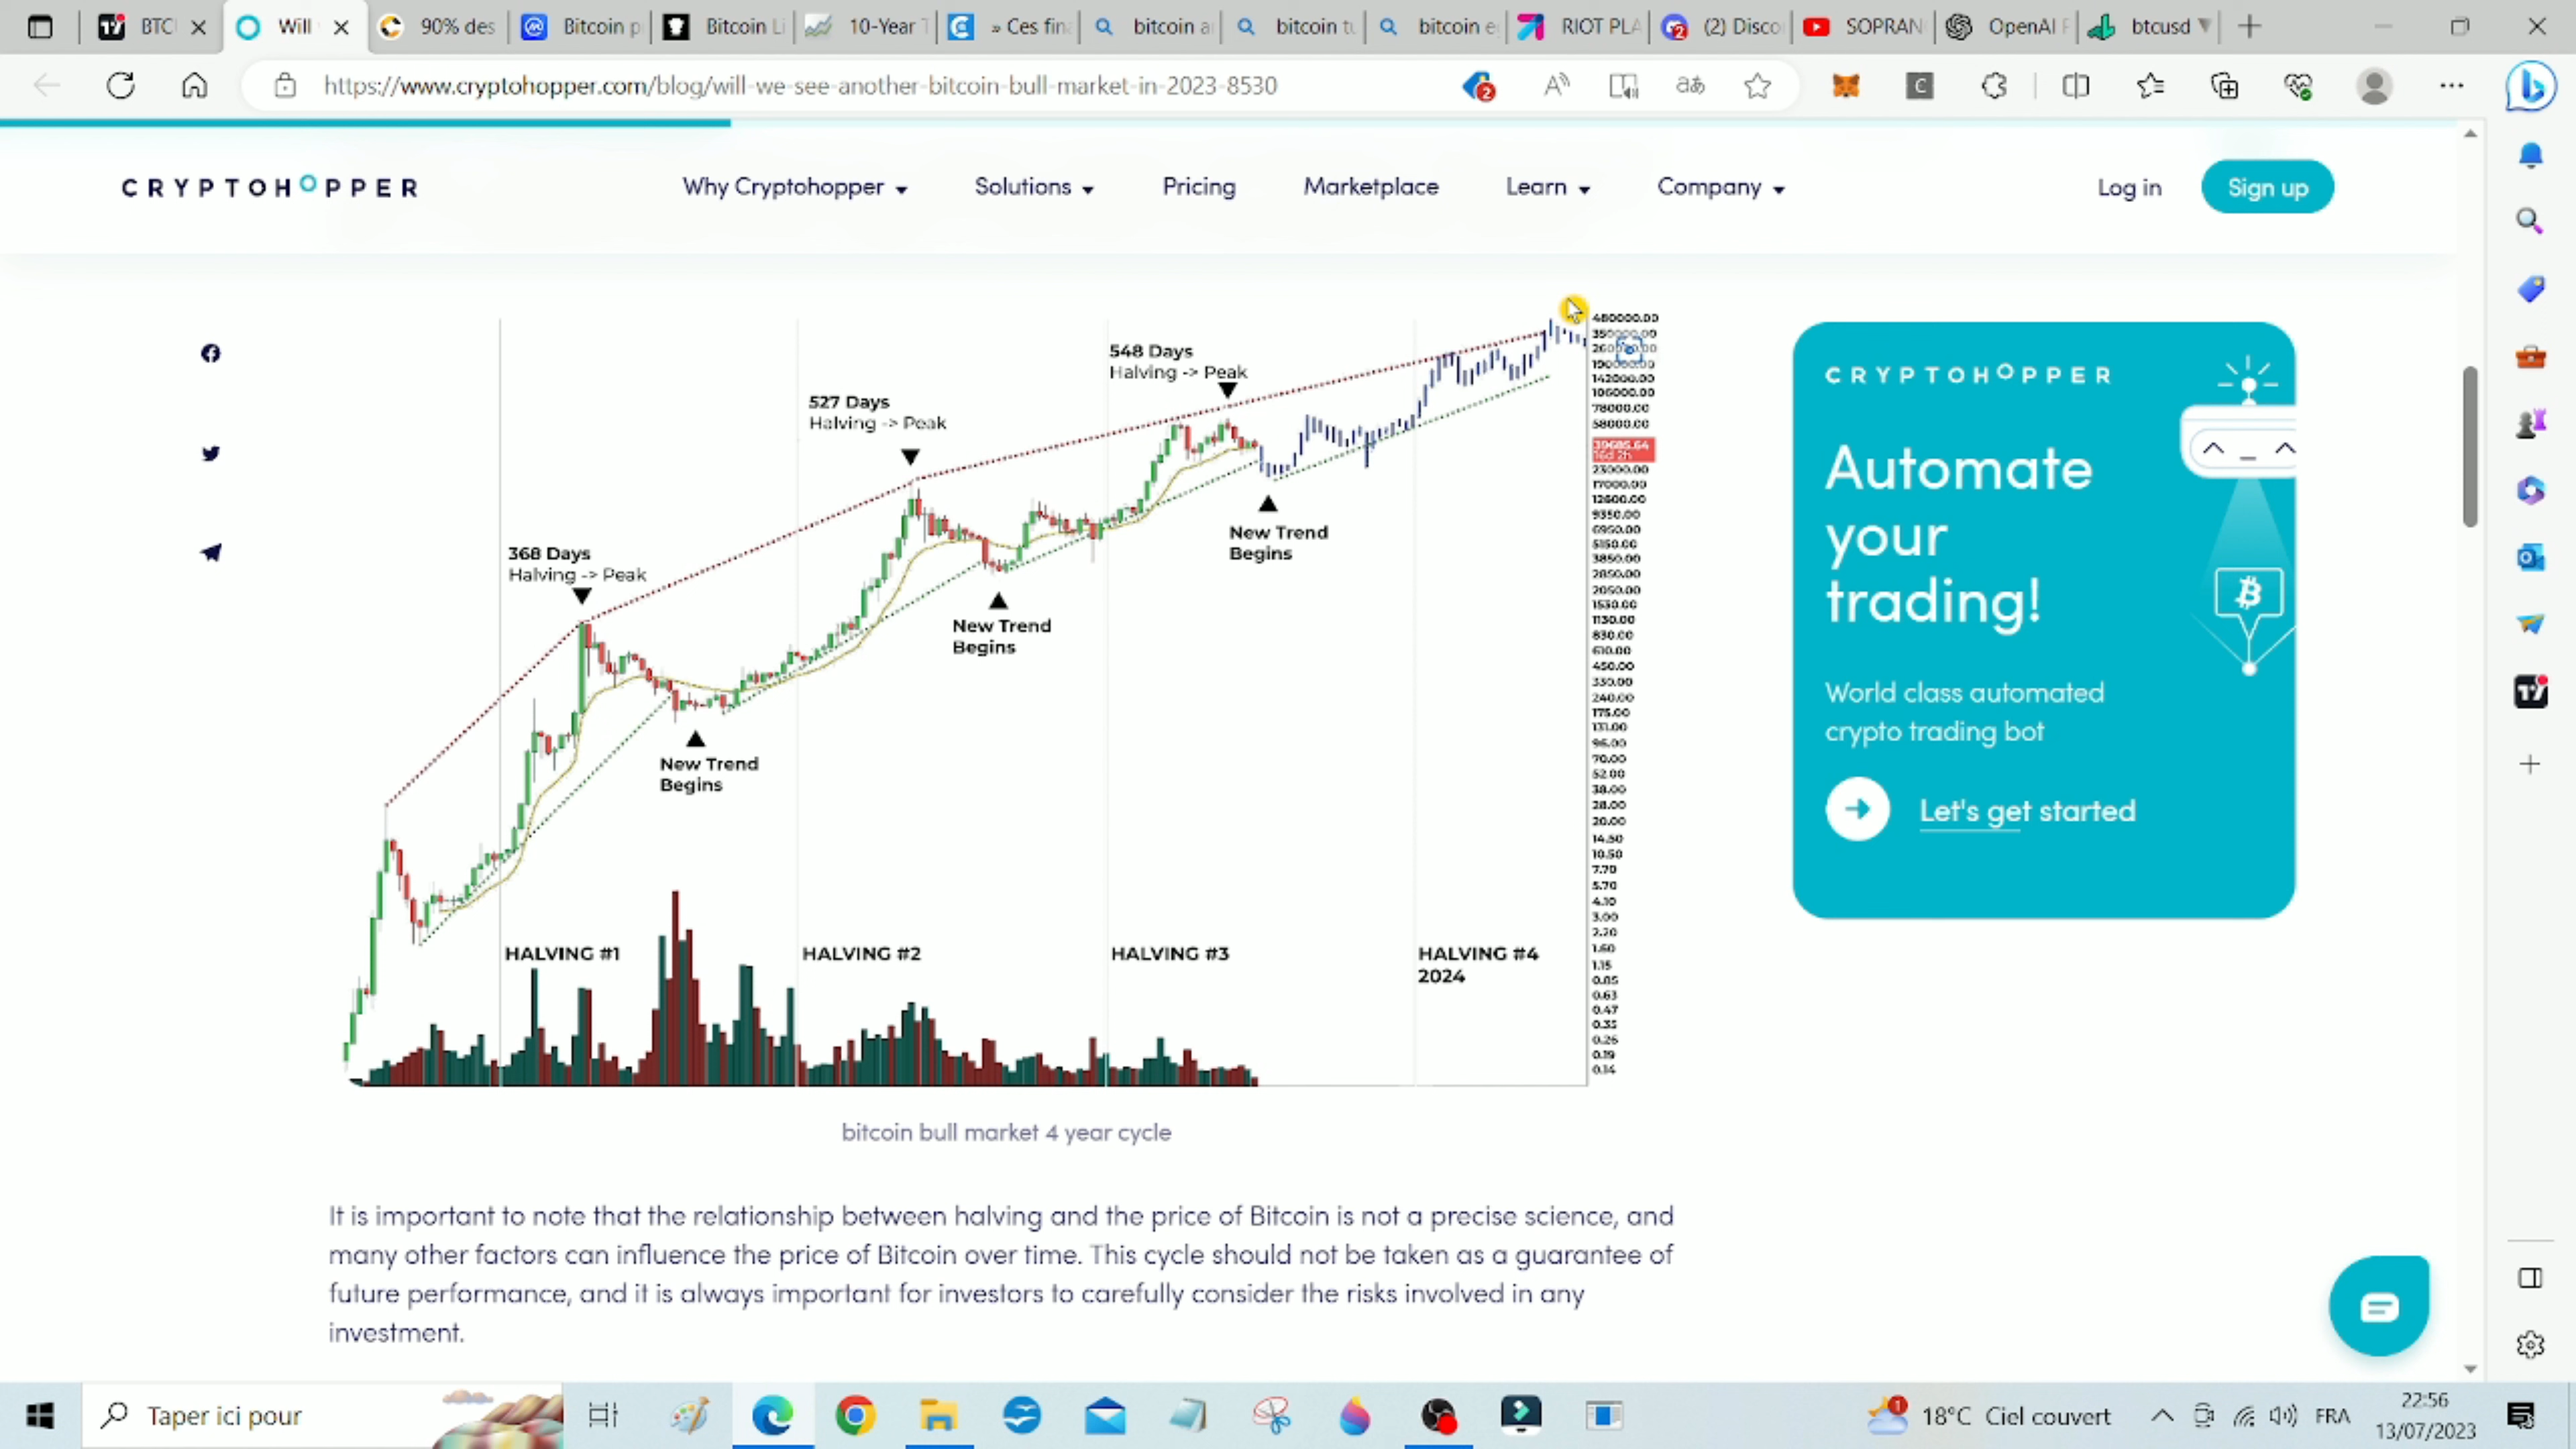 BTC
Will
90% des
Bitcoin p
Bitcoin Li
10-Year T
» Ces fin
bitcoin a
bitcoin tu
bitcoin e
RIOT PLA
(2) Disco
SOPRAN
OpenAI
btcusd
https://www.cryptohopper.com/blog/will-we-see-another-bitcoin-bull-market-in-2023-8530
CRYPTOHOPPER
Why Cryptohopper
Solutions
Pricing
Marketplace
Learn
Company
Log in
Sign up
548 Days
Halving -> Peak
527 Days
Halving -> Peak
368 Days
Halving -> Peak
New Trend
Begins
New Trend
Begins
New Trend
Begins
HALVING #1
HALVING #2
HALVING #3
HALVING #4
2024
480000.00
142000.00
106000.00
78000.00
58000.00
39685.64
16d 2h
23000.00
17000.00
12600.00
9350.00
6950.00
5150.00
3850.00
2850.00
2050.00
1530.00
1130.00
830.00
610.00
450.00
330.00
240.00
175.00
131.00
96.00
70.00
52.00
38.00
28.00
20.00
14.50
10.50
7.70
5.70
4.10
3.00
2.20
1.60
1.15
0.85
0.63
0.47
0.35
0.26
0.19
0.14
bitcoin bull market 4 year cycle
CRYPTOHOPPER
Automate
your
trading!
World class automated
crypto trading bot
Let's get started
It is important to note that the relationship between halving and the price of Bitcoin is not a precise science, and
many other factors can influence the price of Bitcoin over time. This cycle should not be taken as a guarantee of
future performance, and it is always important for investors to carefully consider the risks involved in any
investment.
Taper ici pour
18°C Ciel couvert
FRA
22:56
13/07/2023